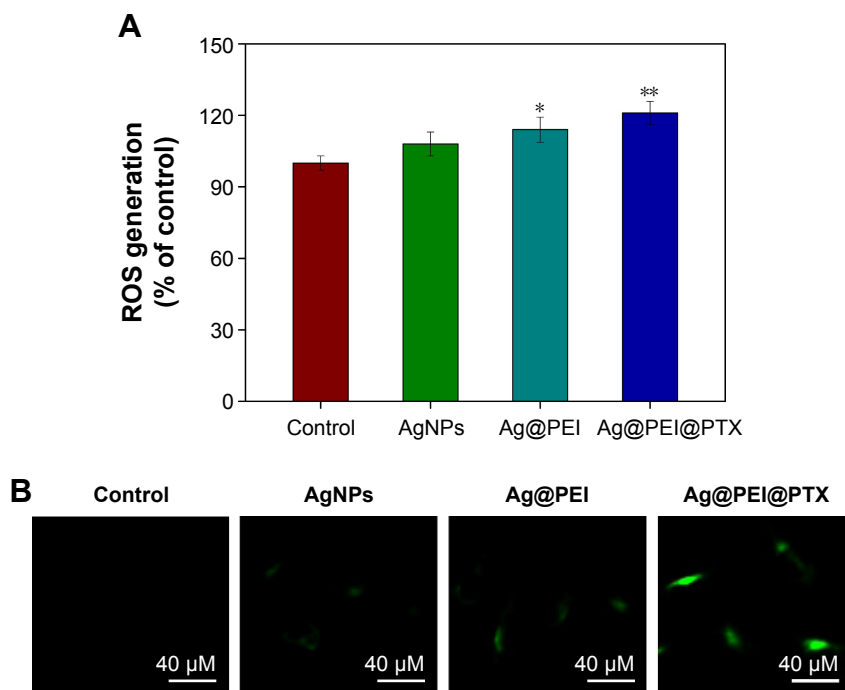 A
ROS generation
(% of control)
150
120
90
60
30
0
*
**
Control
AgNPs
Ag@PEI
Ag@PEI@PTX
B
Control
AgNPs
Ag@PEI
Ag@PEI@PTX
40 µM
40 µM
40 µM
40 µM